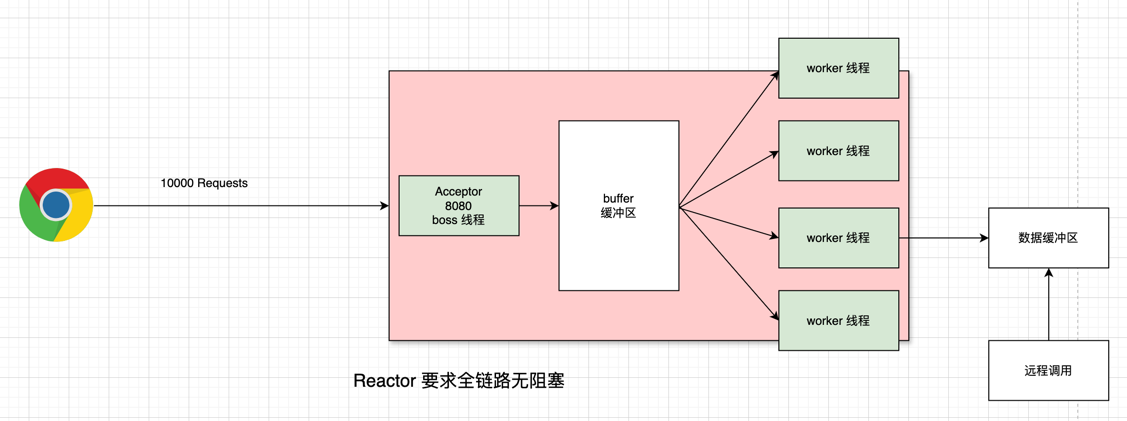 10000 Requests
Acceptor
8080
boss 线程
buffer
缓冲区
worker 线程
worker 线程
worker 线程
worker 线程
数据缓冲区
远程调用
Reactor 要求全链路无阻塞